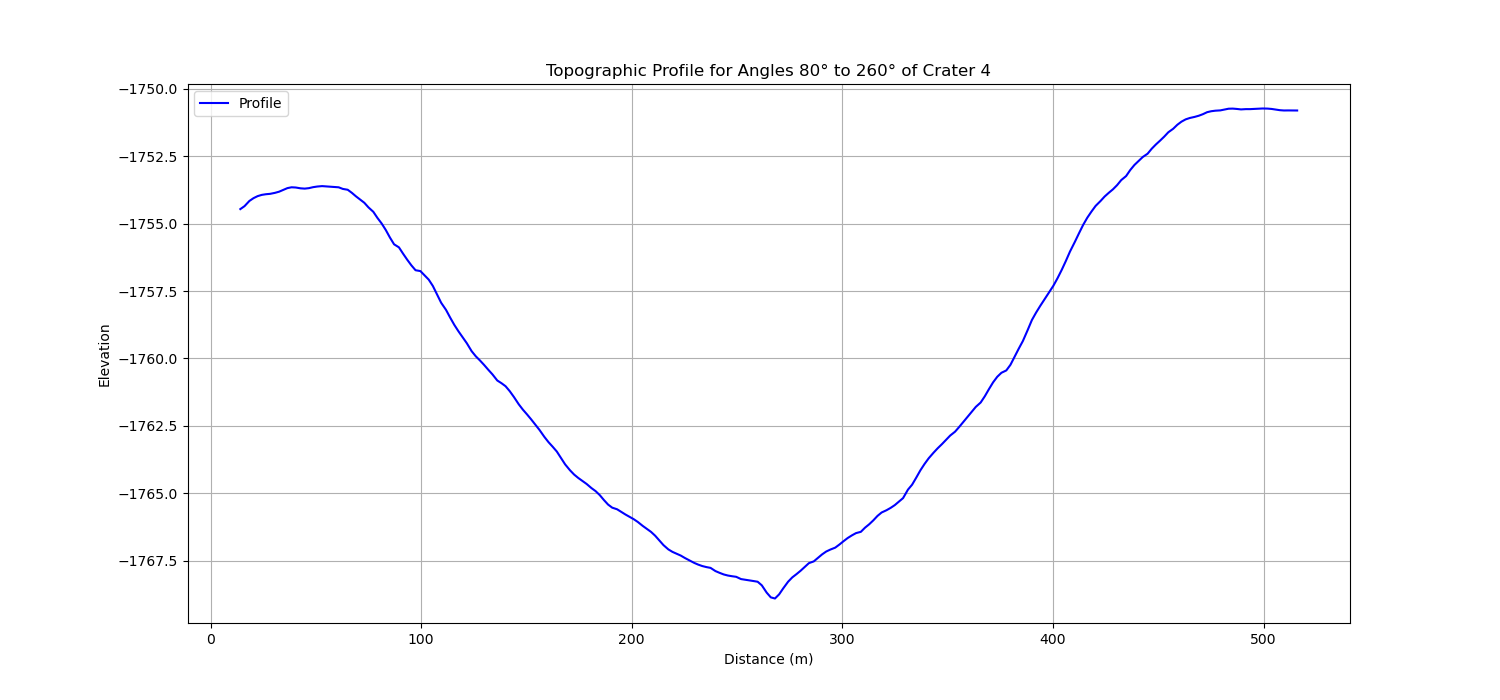 Topographic Profile for Angles 80° to 260° of Crater 4
Profile
Elevation
−1750.0
−1752.5
−1755.0
−1757.5
−1760.0
−1762.5
−1765.0
−1767.5
0 100 200 300 400 500
Distance (m)